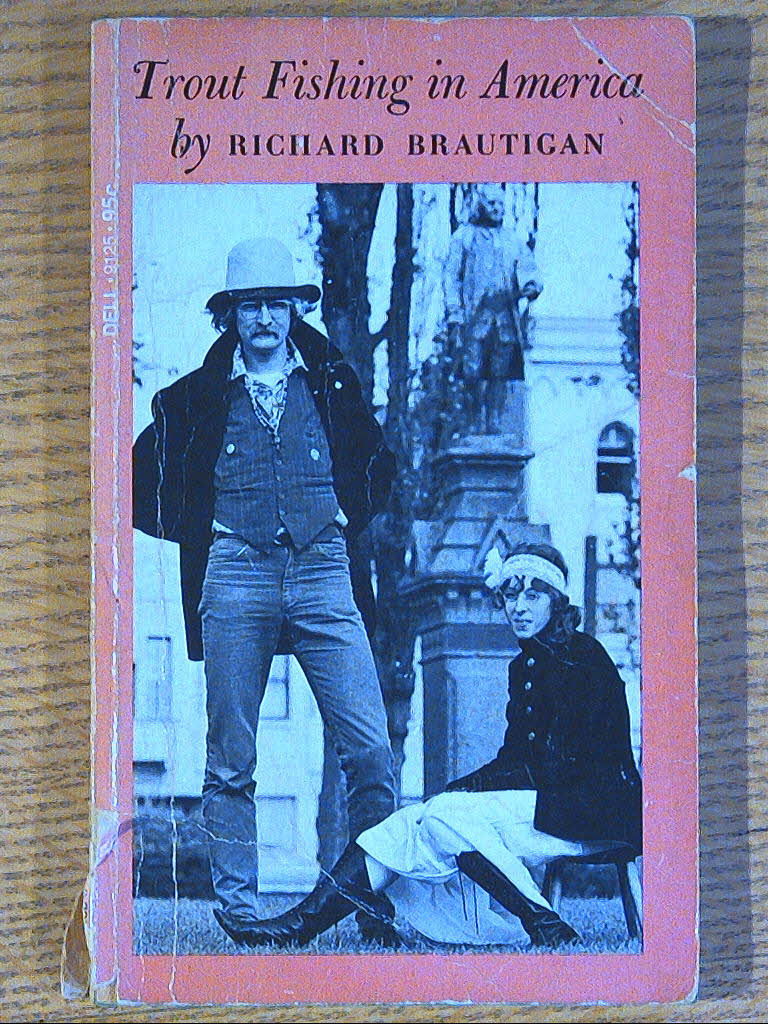 Trout Fishing in America
by RICHARD BRAUTIGAN
DELL • 9125 • 95c